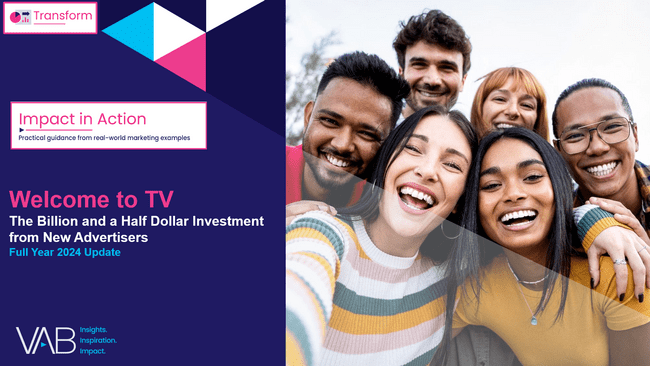 Transform
Impact in Action
Practical guidance from real-world marketing examples
Welcome to TV
The Billion and a Half Dollar Investment
from New Advertisers
Full Year 2024 Update
VAB
Insights.
Inspiration.
Impact.